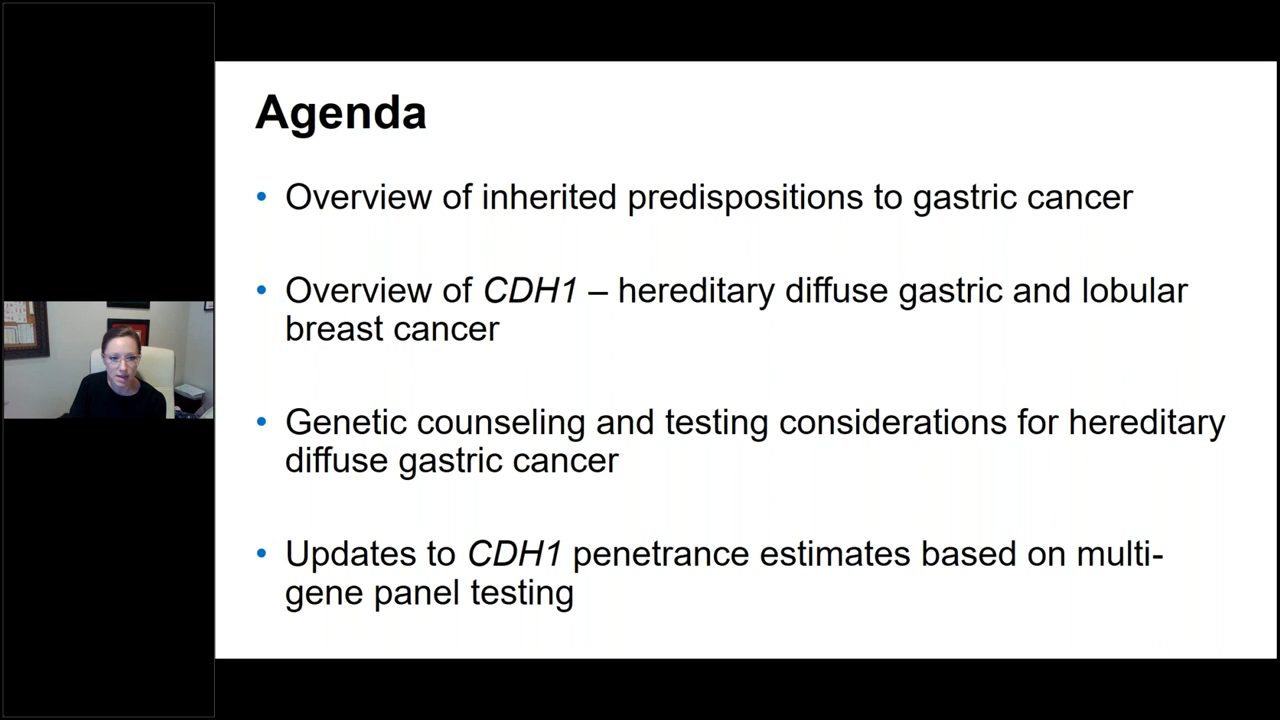 Agenda
• Overview of inherited predispositions to gastric cancer
• Overview of CDH1 – hereditary diffuse gastric and lobular
breast cancer
• Genetic counseling and testing considerations for hereditary
diffuse gastric cancer
• Updates to CDH1 penetrance estimates based on multi-
gene panel testing